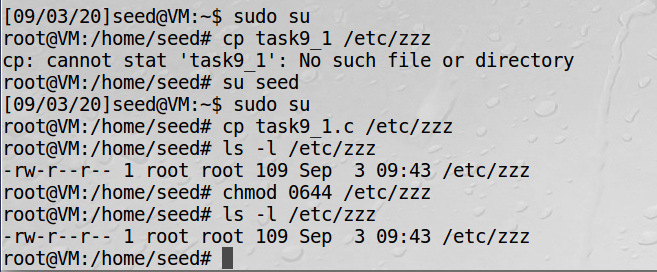 [09/03/20]seed@VM:~$ sudo su
root@VM:/home/seed# cp task9_1 /etc/zzz
cp: cannot stat 'task9_1': No such file or directory
root@VM:/home/seed# su seed
[09/03/20]seed@VM:~$ sudo su
root@VM:/home/seed# cp task9_1.c /etc/zzz
root@VM:/home/seed# ls -l /etc/zzz
-rw-r--r-- 1 root root 109 Sep  3 09:43 /etc/zzz
root@VM:/home/seed# chmod 0644 /etc/zzz
root@VM:/home/seed# ls -l /etc/zzz
-rw-r--r-- 1 root root 109 Sep  3 09:43 /etc/zzz
root@VM:/home/seed#